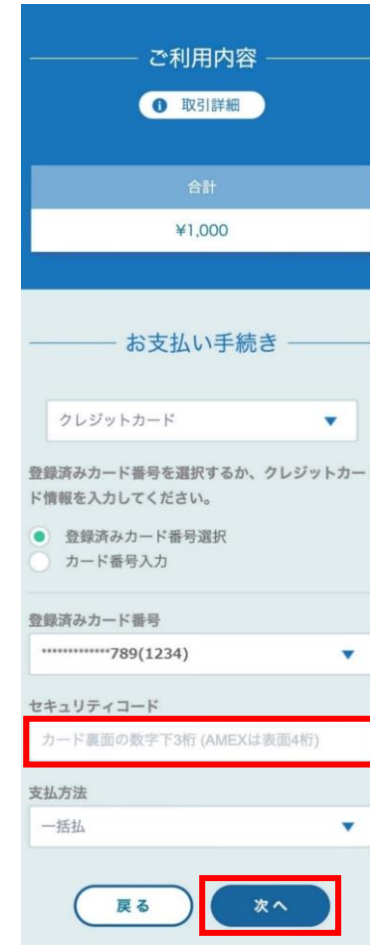 ご利用内容
取引詳細
合計
¥1,000
お支払い手続き
クレジットカード
登録済みカード番号を選択するか、クレジットカー
ド情報を入力してください。
登録済みカード番号選択
カード番号入力
登録済みカード番号
*************789(1234)
セキュリティコード
カード裏面の数字下3桁 (AMEXは表面4桁)
支払方法
一括払
戻る
次へ